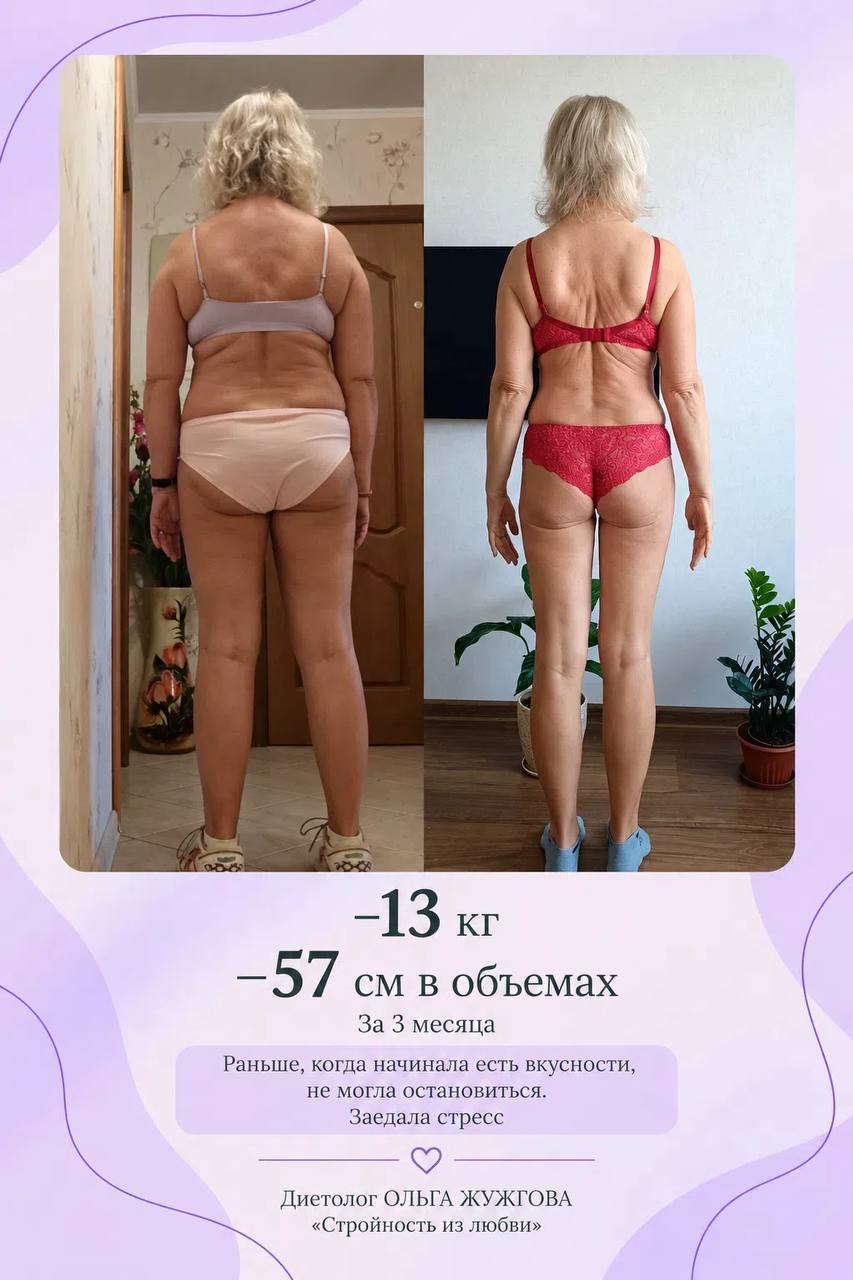 –13 кг
–57 см в объемах
За 3 месяца
Раньше, когда начинала есть вкусности,
не могла остановиться.
Заедала стресс
Диетолог ОЛЬГА ЖУЖГОВА
«Стройность из любви»